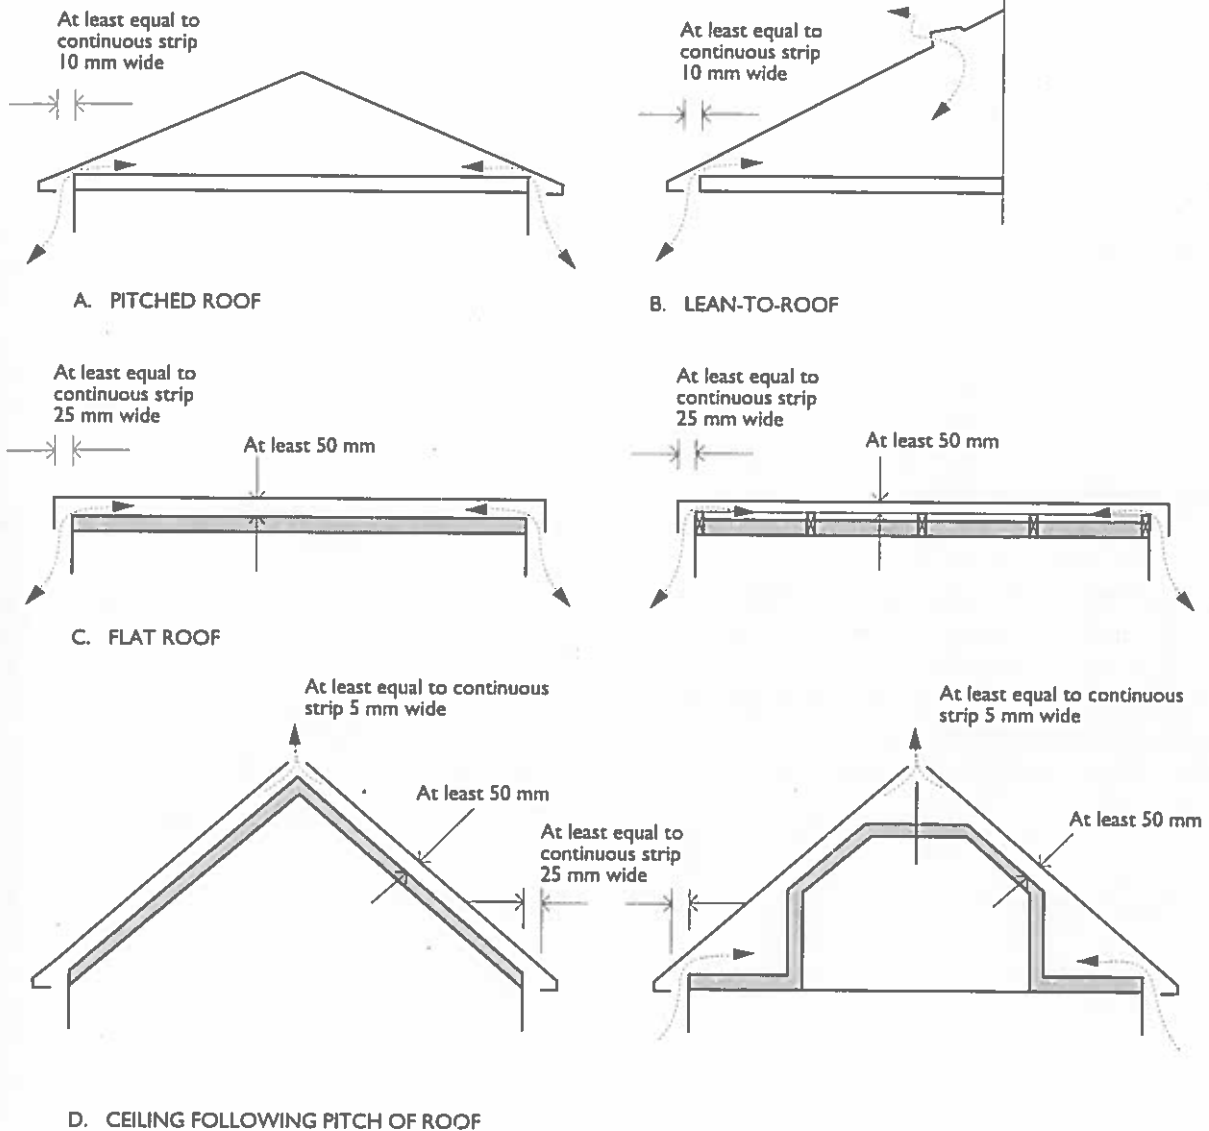 At least equal to
continuous strip
10 mm wide
At least equal to
continuous strip
10 mm wide
A. PITCHED ROOF
B. LEAN-TO-ROOF
At least equal to
continuous strip
25 mm wide
At least 50 mm
At least equal to
continuous strip
25 mm wide
At least 50 mm
C. FLAT ROOF
At least equal to continuous
strip 5 mm wide
At least 50 mm
At least equal to
continuous strip
25 mm wide
At least equal to continuous
strip 5 mm wide
At least 50 mm
D. CEILING FOLLOWING PITCH OF ROOF